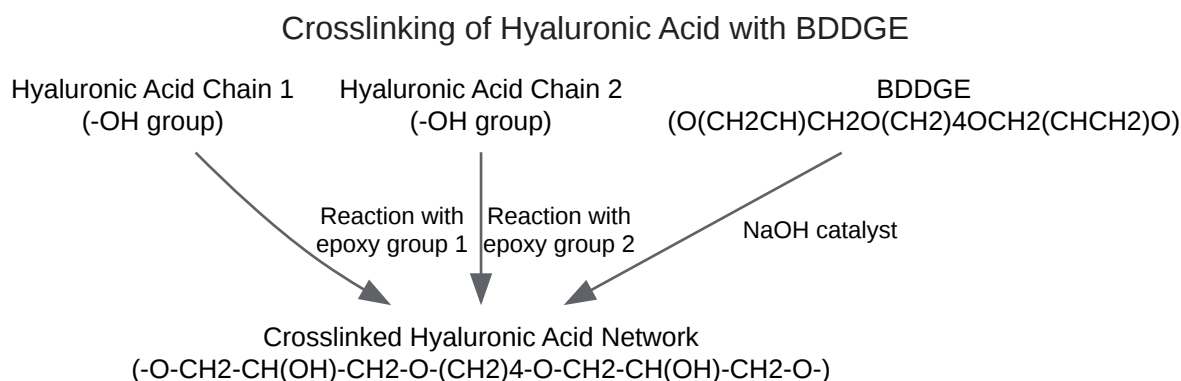 Crosslinking of Hyaluronic Acid with BDDGE
Hyaluronic Acid Chain 1
(-OH group)
Hyaluronic Acid Chain 2
(-OH group)
BDDGE
(O(CH2CH)CH2O(CH2)4OCH2(CHCH2)O)
Reaction with
epoxy group 1
Reaction with
epoxy group 2
NaOH catalyst
Crosslinked Hyaluronic Acid Network
(-O-CH2-CH(OH)-CH2-O-(CH2)4-O-CH2-CH(OH)-CH2-O-)